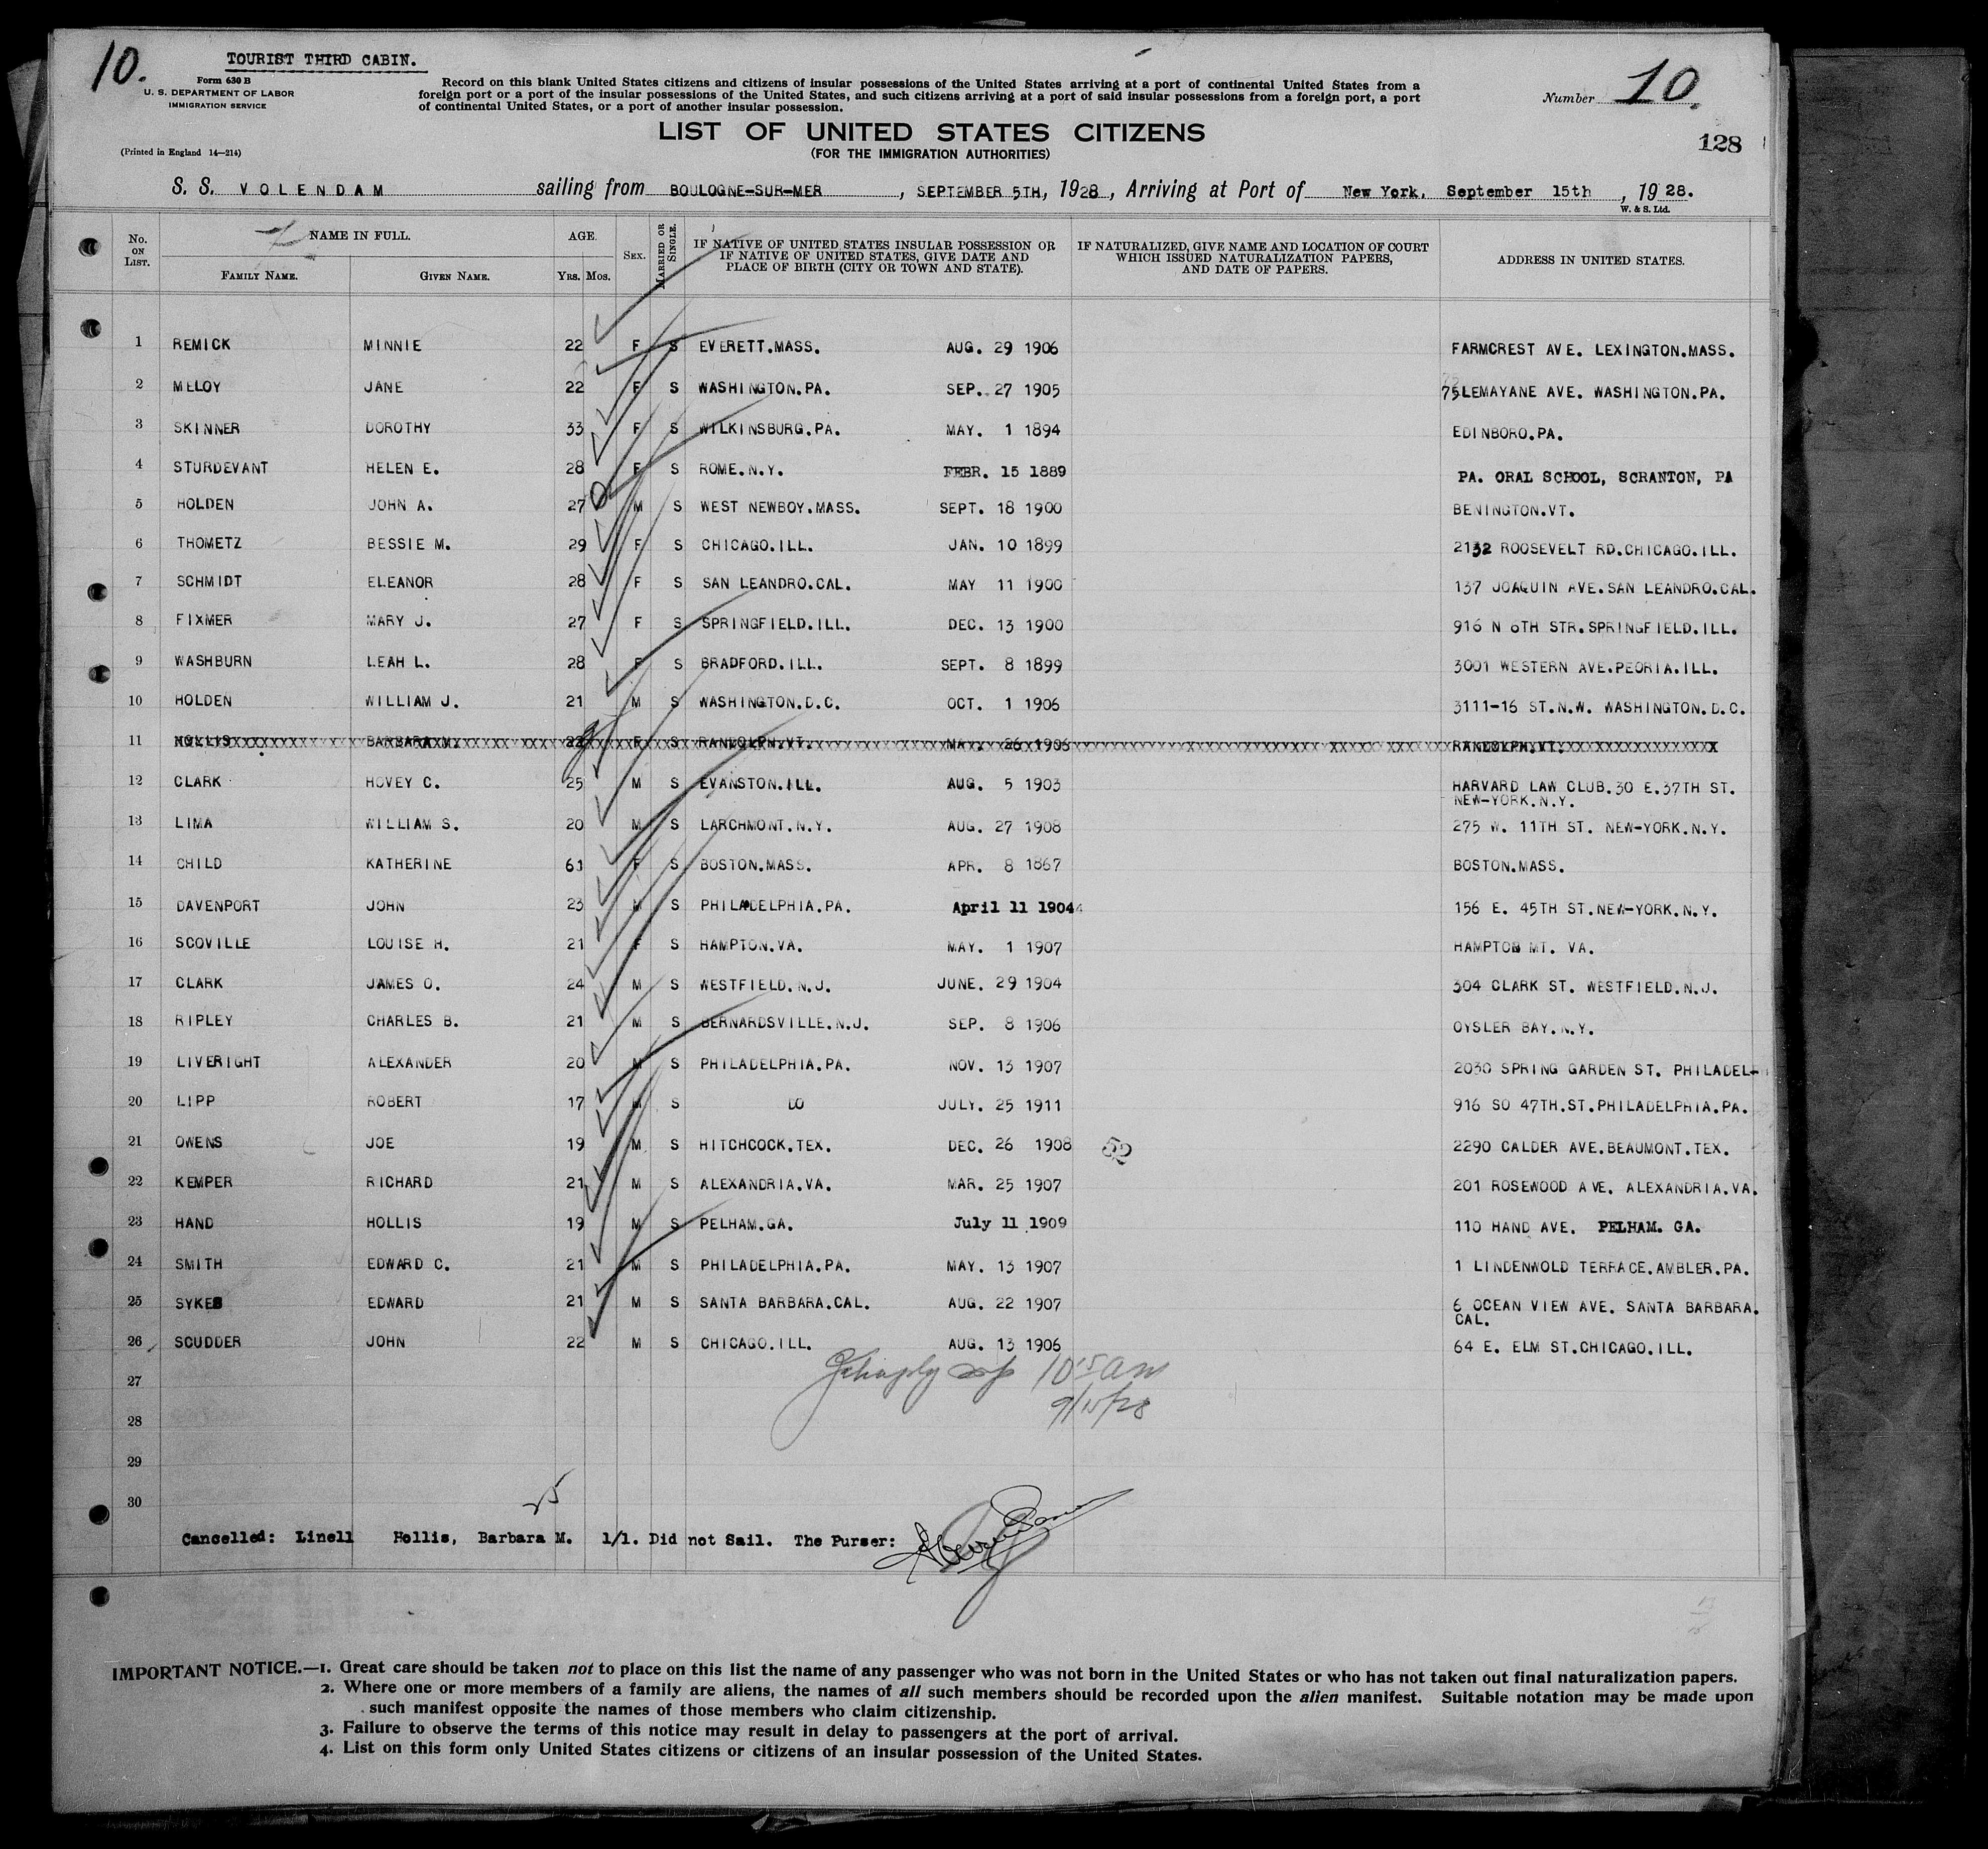 10.
TOURIST THIRD CABIN.
Form 630 B
U. S. DEPARTMENT OF LABOR
IMMIGRATION SERVICE
Record on this blank United States citizens and citizens of insular possessions of the United States arriving at a port of continental United States from a
foreign port or a port of the insular possessions of the United States, and such citizens arriving at a port of said insular possessions from a foreign port, a port
of continental United States, or a port of another insular possession.
Number 10.
LIST OF UNITED STATES CITIZENS
(FOR THE IMMIGRATION AUTHORITIES)
128
(Printed in England 14—214)
S. S. VOLENDAM sailing from BOULOGNE-SUR-MER, SEPTEMBER 5TH, 1928, Arriving at Port of New York, September 15th, 1928.
W. & S. Ltd.
No. ON LIST. NAME IN FULL. AGE. SEX. MARRIED OR SINGLE. IF NATIVE OF UNITED STATES INSULAR POSSESSION OR IF NATIVE OF UNITED STATES, GIVE DATE AND PLACE OF BIRTH (CITY OR TOWN AND STATE). IF NATURALIZED, GIVE NAME AND LOCATION OF COURT WHICH ISSUED NATURALIZATION PAPERS, AND DATE OF PAPERS. ADDRESS IN UNITED STATES.
FAMILY NAME. GIVEN NAME. YRS. MOS.
1 REMICK MINNIE 22 F S EVERETT.MASS. AUG. 29 1906 FARMCREST AVE. LEXINGTON.MASS.
2 MELOY JANE 22 F S WASHINGTON.PA. SEP. 27 1905 75 LEMAYANE AVE. WASHINGTON.PA.
3 SKINNER DOROTHY 33 F S WILKINSBURG.PA. MAY. 1 1894 EDINBORO.PA.
4 STURDEVANT HELEN E. 28 F S ROME.N.Y. FEBR. 15 1889 PA. ORAL SCHOOL, SCRANTON, PA
5 HOLDEN JOHN A. 27 M S WEST NEWBOY.MASS. SEPT. 18 1900 BENINGTON.VT.
6 THOMETZ BESSIE M. 29 F S CHICAGO.ILL. JAN. 10 1899 2132 ROOSEVELT RD.CHICAGO.ILL.
7 SCHMIDT ELEANOR 28 F S SAN LEANDRO.CAL. MAY 11 1900 137 JOAQUIN AVE.SAN LEANDRO.CAL.
8 FIXMER MARY J. 27 F S SPRINGFIELD.ILL. DEC. 13 1900 916 N 6TH STR.SPRINGFIELD.ILL.
9 WASHBURN LEAH L. 28 F S BRADFORD.ILL. SEPT. 8 1899 3001 WESTERN AVE.PEORIA.ILL.
10 HOLDEN WILLIAM J. 21 M S WASHINGTON.D.C. OCT. 1 1906 3111-16 ST.N.W. WASHINGTON.D.C.
11 HOLLIS BARBARA M. 22 F S RANDOLPH.VT. 26 1906 RANDOLPH.VT.
12 CLARK HOVEY C. 25 M S EVANSTON.ILL. AUG. 5 1903 HARVARD LAW CLUB.30 E.37TH ST.
NEW-YORK.N.Y.
13 LIMA WILLIAM S. 20 M S LARCHMONT.N.Y. AUG. 27 1908 275 W. 11TH ST. NEW-YORK.N.Y.
14 CHILD KATHERINE 61 F S BOSTON.MASS. APR. 8 1867 BOSTON.MASS.
15 DAVENPORT JOHN 23 M S PHILADELPHIA.PA. April 11 1904 156 E. 45TH ST.NEW-YORK.N.Y.
16 SCOVILLE LOUISE H. 21 F S HAMPTON.VA. MAY. 1 1907 HAMPTON MT. VA.
17 CLARK JAMES O. 24 M S WESTFIELD.N.J. JUNE. 29 1904 304 CLARK ST. WESTFIELD.N.J.
18 RIPLEY CHARLES B. 21 M S BERNARDSVILLE.N.J. SEP. 8 1906 OYSLER BAY.N.Y.
19 LIVERIGHT ALEXANDER 20 M S PHILADELPHIA.PA. NOV. 13 1907 2030 SPRING GARDEN ST. PHILADEL-
20 LIPP ROBERT 17 M S DO JULY. 25 1911 916 SO 47TH.ST.PHILADELPHIA.PA.
21 OWENS JOE 19 M S HITCHCOCK.TEX. DEC. 26 1908 52 2290 CALDER AVE.BEAUMONT.TEX.
22 KEMPER RICHARD 21 M S ALEXANDRIA.VA. MAR. 25 1907 201 ROSEWOOD AVE. ALEXANDRIA.VA.
23 HAND HOLLIS 19 M S PELHAM.GA. July 11 1909 110 HAND AVE. PELHAM. GA.
24 SMITH EDWARD C. 21 M S PHILADELPHIA.PA. MAY. 13 1907 1 LINDENWOLD TERRACE.AMBLER.PA.
25 SYKES EDWARD 21 M S SANTA BARBARA.CAL. AUG. 22 1907 6 OCEAN VIEW AVE. SANTA BARBARA.
CAL.
26 SCUDDER JOHN 22 M S CHICAGO.ILL. AUG. 13 1906 64 E. ELM ST.CHICAGO.ILL.
27 10 15 am
28 9/15/28
29
30
25
Cancelled: Linell Hollis, Barbara M. 1/1. Did not Sail. The Purser:
IMPORTANT NOTICE.—1. Great care should be taken not to place on this list the name of any passenger who was not born in the United States or who has not taken out final naturalization papers.
2. Where one or more members of a family are aliens, the names of all such members should be recorded upon the alien manifest. Suitable notation may be made upon
such manifest opposite the names of those members who claim citizenship.
3. Failure to observe the terms of this notice may result in delay to passengers at the port of arrival.
4. List on this form only United States citizens or citizens of an insular possession of the United States.